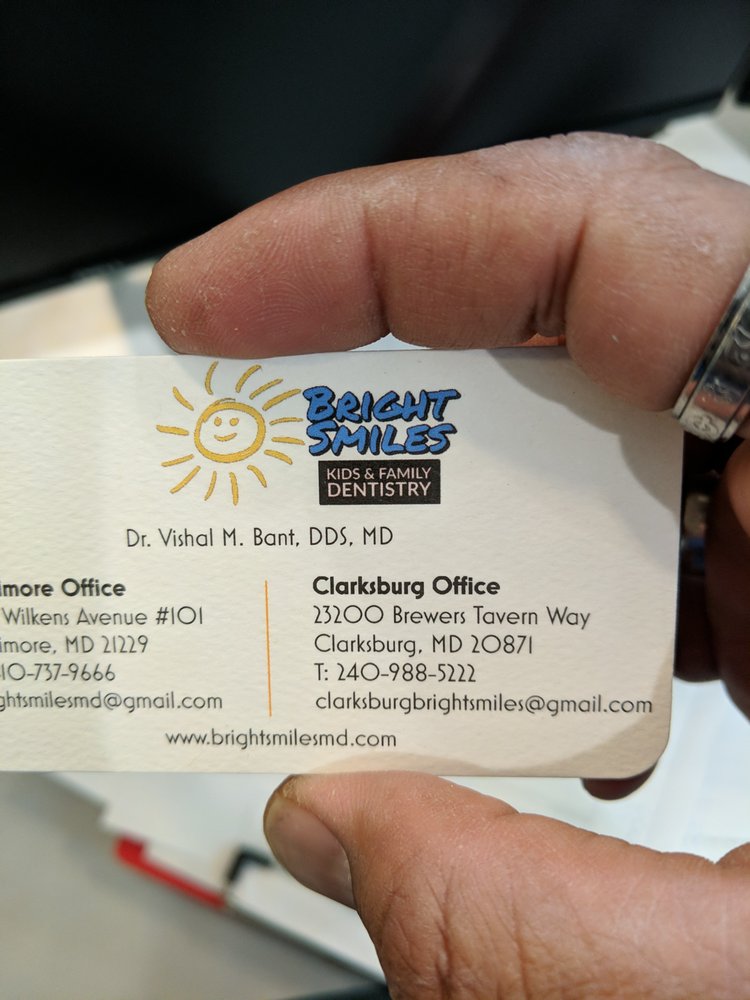 BRIGHT
SMILES
KIDS & FAMILY
DENTISTRY
Dr. Vishal M. Bant, DDS, MD
imore Office
Wilkens Avenue #101
imore, MD 21229
10-737-9666
ghtsmilesmd@gmail.com
Clarksburg Office
23200 Brewers Tavern Way
Clarksburg, MD 20871
T: 240-988-5222
clarksburgbrightsmiles@gmail.com
www.brightsmilesmd.com